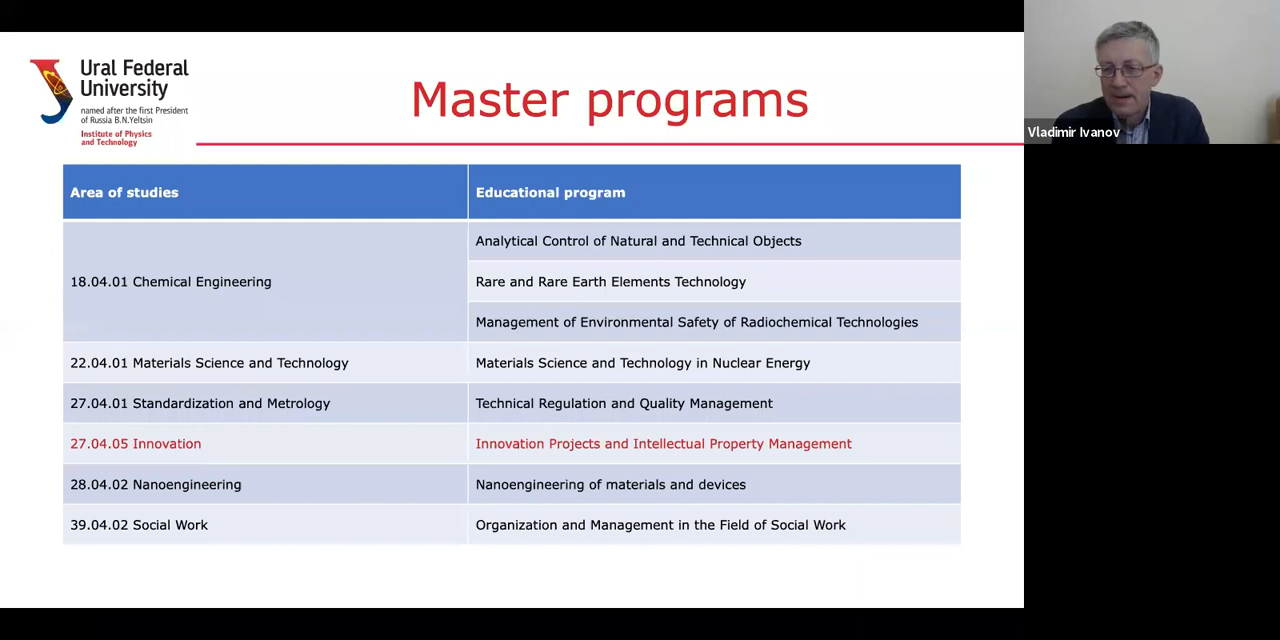 Ural Federal
University
named after the first President
of Russia B.N.Yeltsin
Institute of Physics
and Technology
Master programs
Vladimir Ivanov
Area of studies
Educational program
18.04.01 Chemical Engineering
Analytical Control of Natural and Technical Objects
Rare and Rare Earth Elements Technology
Management of Environmental Safety of Radiochemical Technologies
22.04.01 Materials Science and Technology
Materials Science and Technology in Nuclear Energy
27.04.01 Standardization and Metrology
Technical Regulation and Quality Management
27.04.05 Innovation
Innovation Projects and Intellectual Property Management
28.04.02 Nanoengineering
Nanoengineering of materials and devices
39.04.02 Social Work
Organization and Management in the Field of Social Work